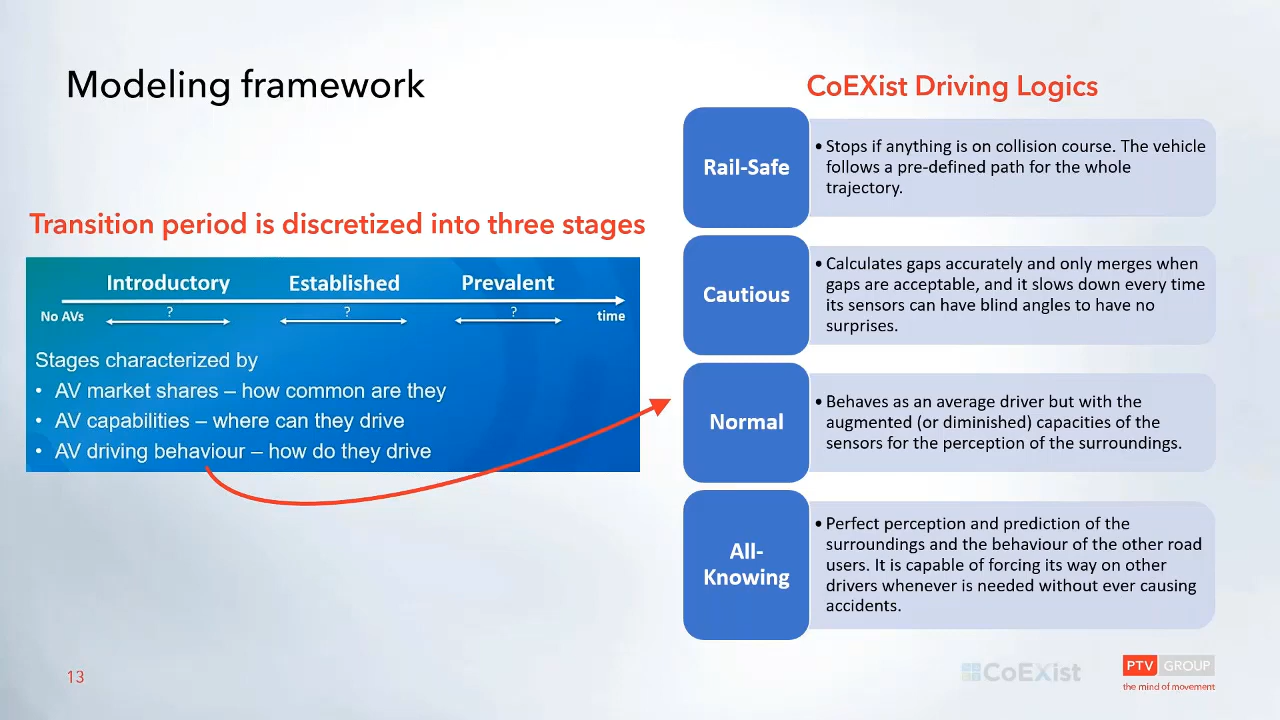 Modeling framework
Transition period is discretized into three stages
Introductory
Established
Prevalent
No AVs
?
?
?
time
Stages characterized by
• AV market shares – how common are they
• AV capabilities – where can they drive
• AV driving behaviour – how do they drive
CoEXist Driving Logics
Rail-Safe
• Stops if anything is on collision course. The vehicle
follows a pre-defined path for the whole
trajectory.
Cautious
• Calculates gaps accurately and only merges when
gaps are acceptable, and it slows down every time
its sensors can have blind angles to have no
surprises.
Normal
• Behaves as an average driver but with the
augmented (or diminished) capacities of the
sensors for the perception of the surroundings.
All-
Knowing
• Perfect perception and prediction of the
surroundings and the behaviour of the other road
users. It is capable of forcing its way on other
drivers whenever is needed without ever causing
accidents.
13
CoEXist
PTV GROUP
the mind of movement